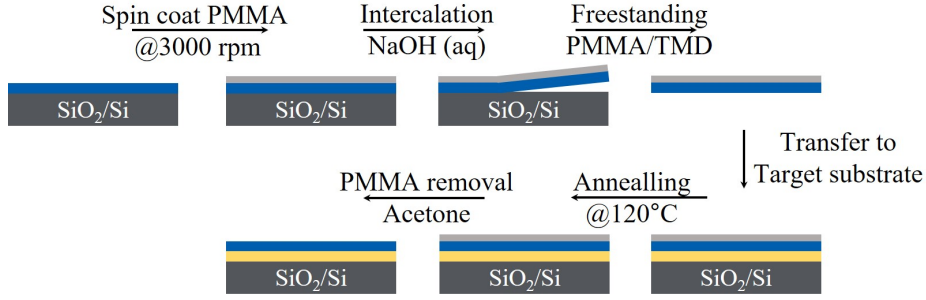 Spin coat PMMA
@3000 rpm
Intercalation
NaOH (aq)
Freestanding
PMMA/TMD
SiO₂/Si
SiO₂/Si
SiO₂/Si
Transfer to
Target substrate
Annealling
@120°C
PMMA removal
Acetone
SiO₂/Si
SiO₂/Si
SiO₂/Si